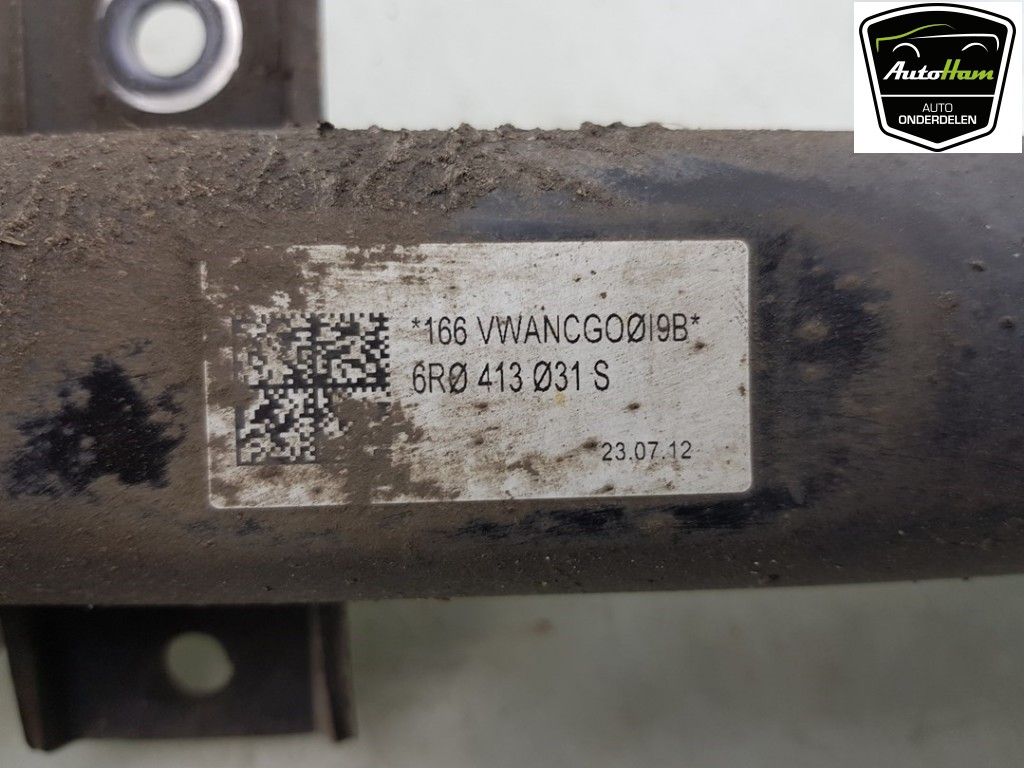 AutoHam
AUTO
ONDERDELEN
*166 VWANCGOØI9B*
6RØ 413 Ø31 S
23.07.12